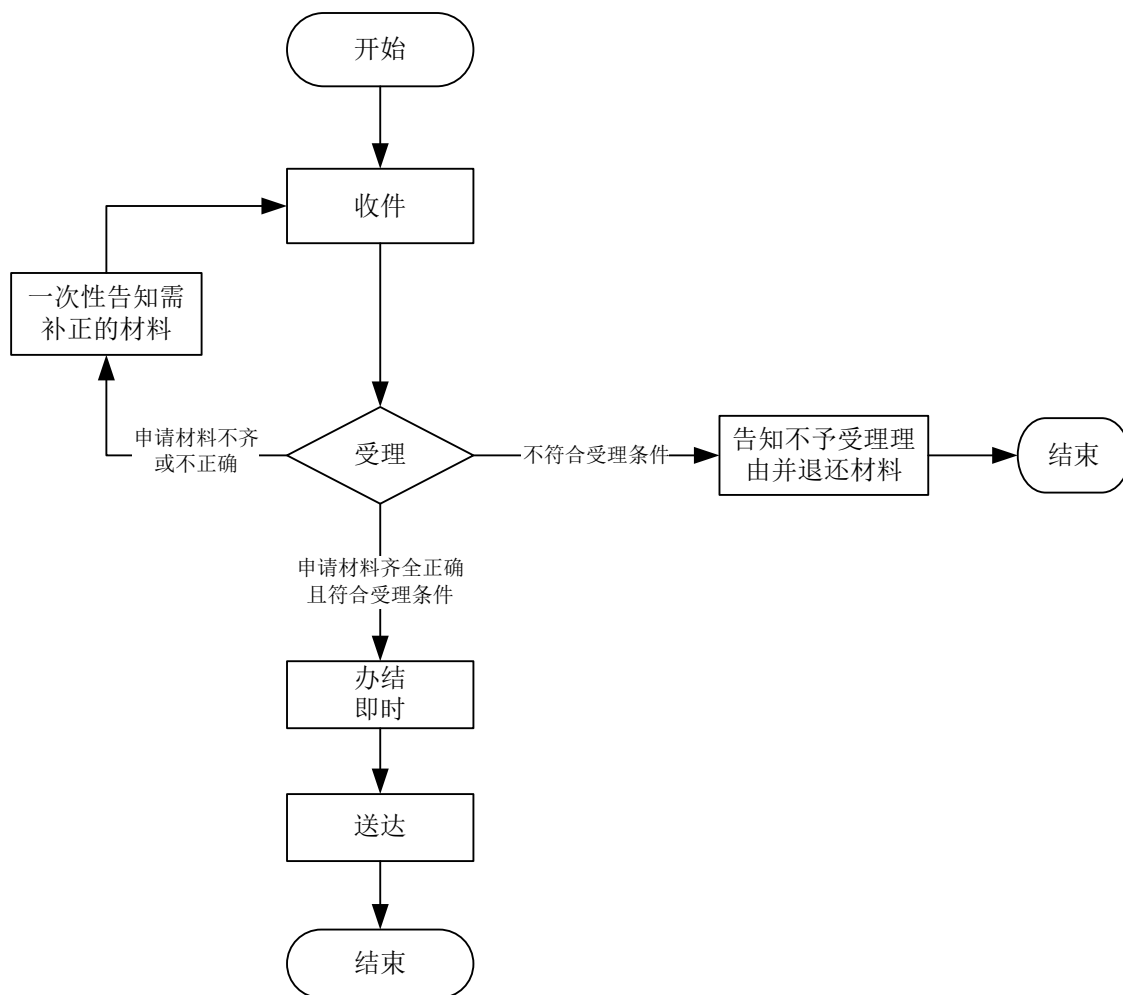 开始
收件
一次性告知需
补正的材料
申请材料不齐
或不正确
受理
不符合受理条件
告知不予受理理
由并退还材料
结束
申请材料齐全正确
且符合受理条件
办结
即时
送达
结束